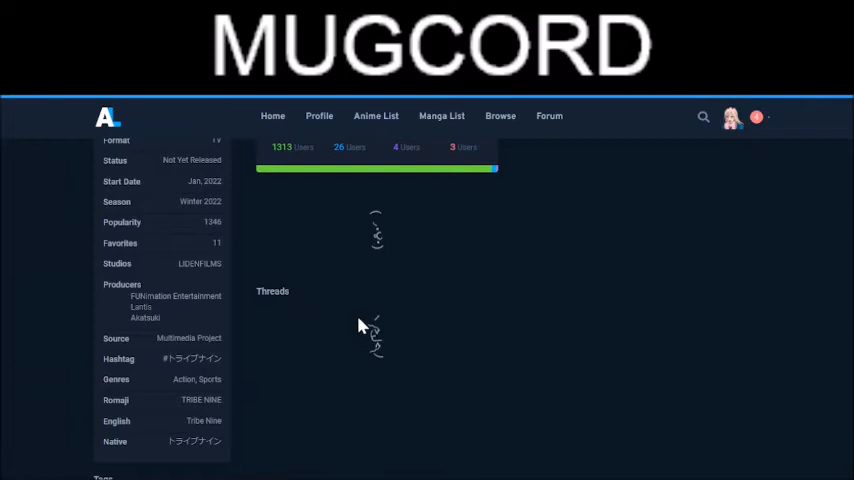 MUGCORD
AL Home Profile Anime List Manga List Browse Forum 4
Format TV
Status Not Yet Released
Start Date Jan, 2022
Season Winter 2022
Popularity 1346
Favorites 11
Studios LIDENFILMS
Producers
FUNimation Entertainment
Lantis
Akatsuki
Source Multimedia Project
Hashtag #トライブナイン
Genres Action, Sports
Romaji TRIBE NINE
English Tribe Nine
Native トライブナイン
Tags
1313 Users 26 Users 4 Users 3 Users
Threads